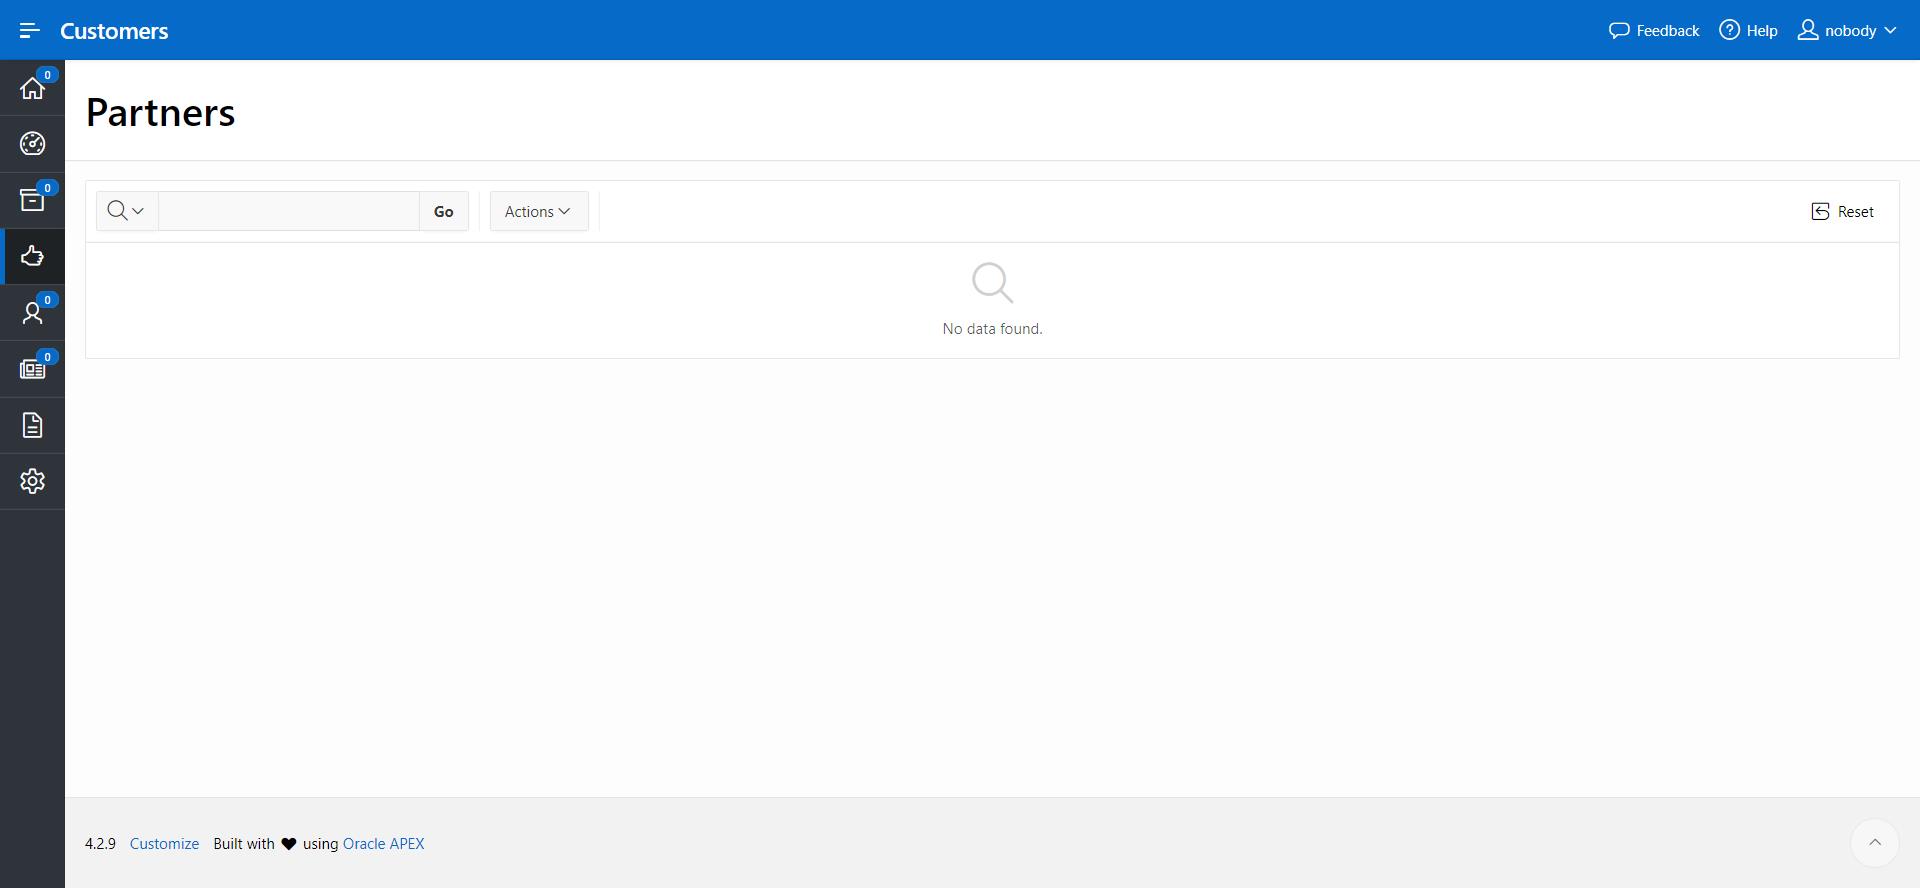 Customers
Feedback
Help
nobody
0
0
0
0
Partners
Go
Actions
Reset
No data found.
4.2.9 Customize Built with using Oracle APEX